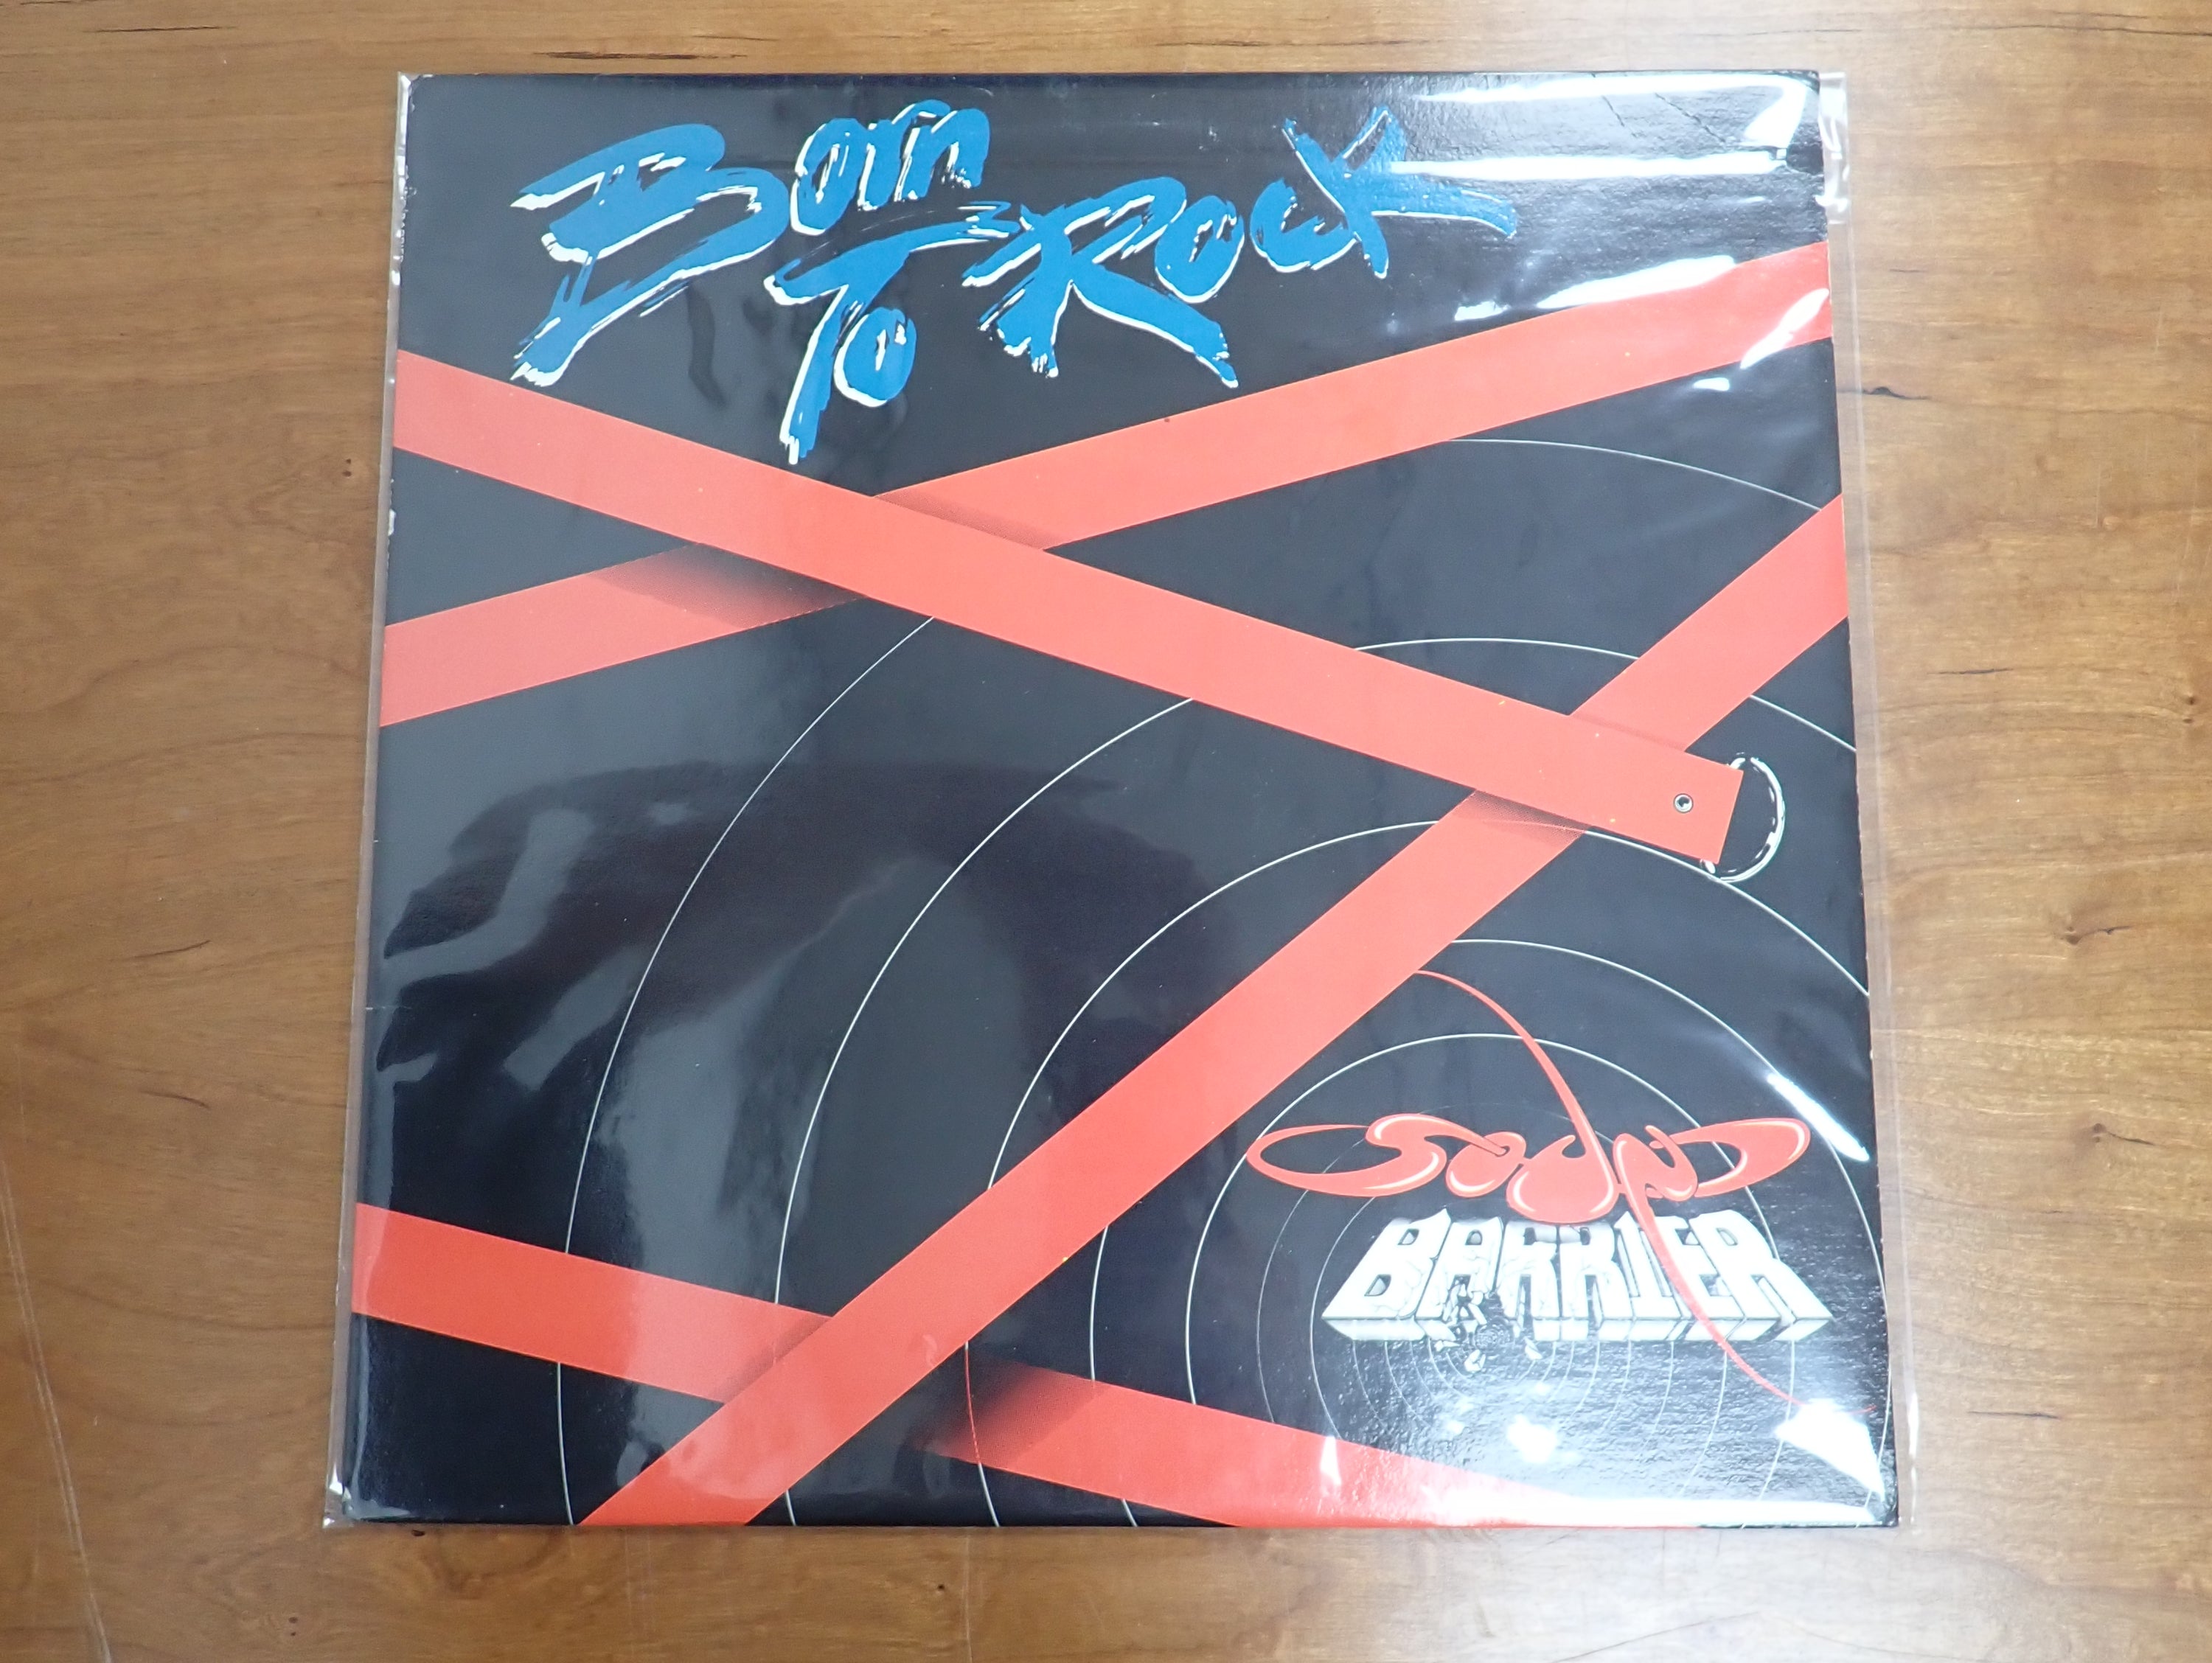 Born
To Rock
Sound
BARRIER